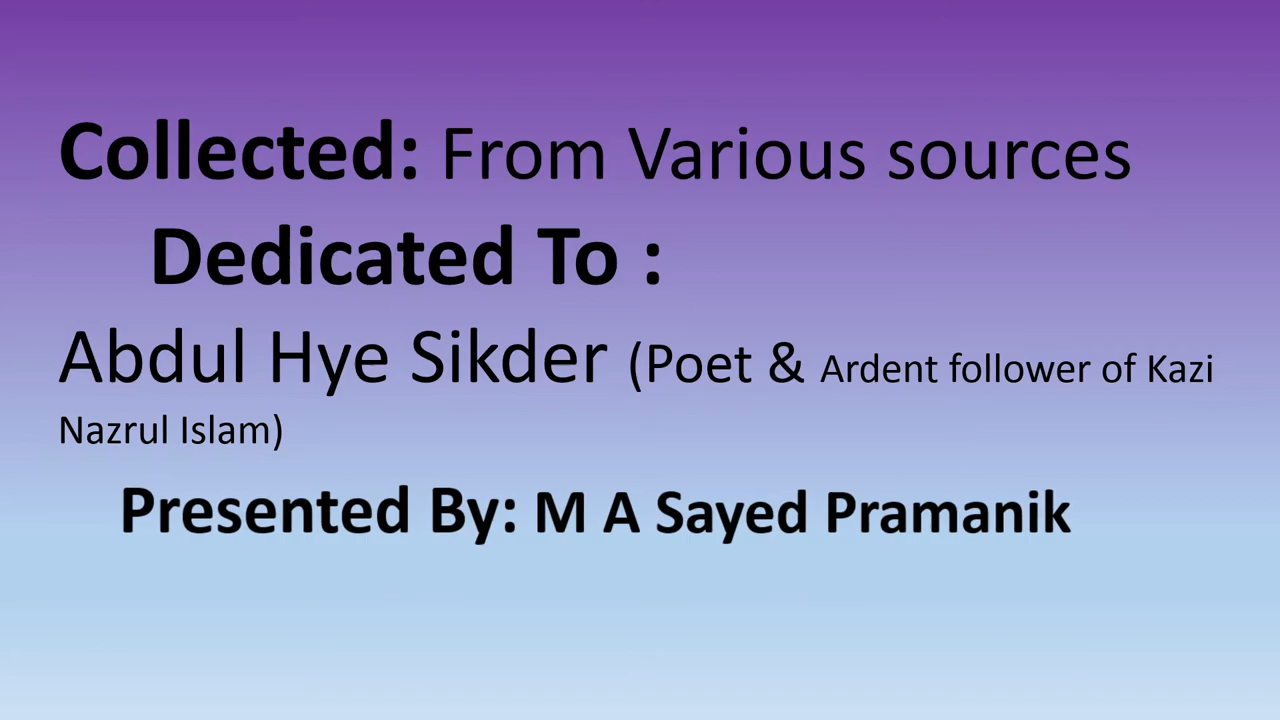 Collected: From Various sources
Dedicated To :
Abdul Hye Sikder (Poet & Ardent follower of Kazi
Nazrul Islam)
Presented By: M A Sayed Pramanik